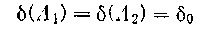 δ(Λ₁) = δ(Λ₂) = δ₀